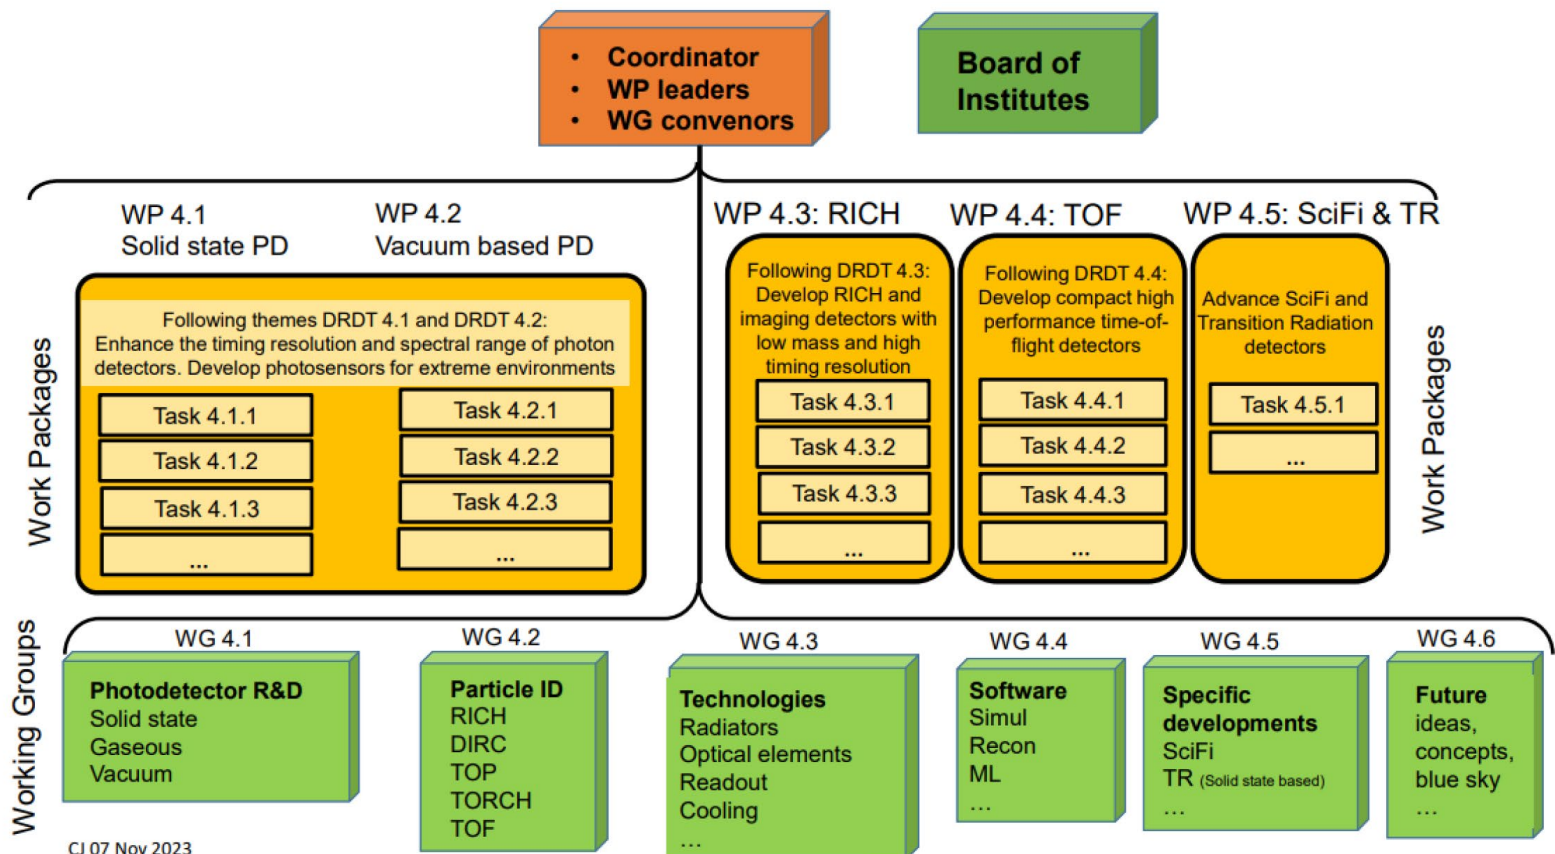 • Coordinator
• WP leaders
• WG convenors
Board of
Institutes
Work Packages
WP 4.1
Solid state PD
WP 4.2
Vacuum based PD
Following themes DRDT 4.1 and DRDT 4.2:
Enhance the timing resolution and spectral range of photon
detectors. Develop photosensors for extreme environments
Task 4.1.1
Task 4.1.2
Task 4.1.3
...
Task 4.2.1
Task 4.2.2
Task 4.2.3
...
WP 4.3: RICH
Following DRDT 4.3:
Develop RICH and
imaging detectors with
low mass and high
timing resolution
Task 4.3.1
Task 4.3.2
Task 4.3.3
...
WP 4.4: TOF
Following DRDT 4.4:
Develop compact high
performance time-of-
flight detectors
Task 4.4.1
Task 4.4.2
Task 4.4.3
...
WP 4.5: SciFi & TR
Advance SciFi and
Transition Radiation
detectors
Task 4.5.1
...
Work Packages
Working Groups
WG 4.1
Photodetector R&D
Solid state
Gaseous
Vacuum
WG 4.2
Particle ID
RICH
DIRC
TOP
TORCH
TOF
WG 4.3
Technologies
Radiators
Optical elements
Readout
Cooling
...
WG 4.4
Software
Simul
Recon
ML
...
WG 4.5
Specific
developments
SciFi
TR (Solid state based)
...
WG 4.6
Future
ideas,
concepts,
blue sky
...
CJ 07 Nov 2023